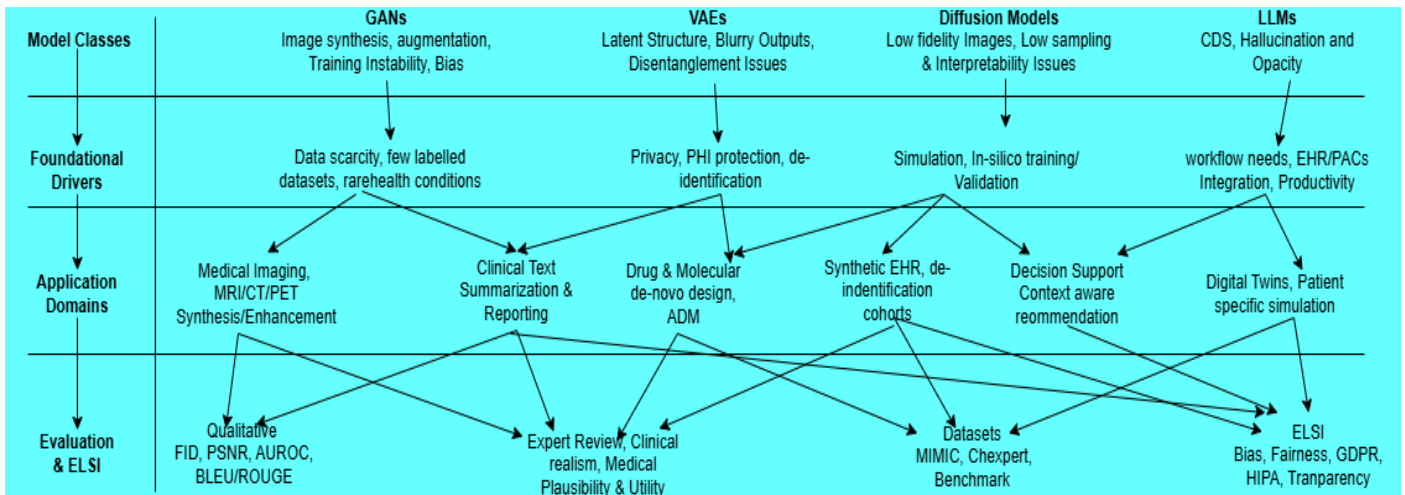 Model Classes
GANs
Image synthesis, augmentation,
Training Instability, Bias
VAEs
Latent Structure, Blurry Outputs,
Disentanglement Issues
Diffusion Models
Low fidelity Images, Low sampling
& Interpretability Issues
LLMs
CDS, Hallucination and
Opacity
Foundational
Drivers
Data scarcity, few labelled
datasets, rarehealth conditions
Privacy, PHI protection, de-
identification
Simulation, In-silico training/
Validation
workflow needs, EHR/PACs
Integration, Productivity
Application
Domains
Medical Imaging,
MRI/CT/PET
Synthesis/Enhancement
Clinical Text
Summarization &
Reporting
Drug & Molecular
de-novo design,
ADM
Synthetic EHR, de-
indentification
cohorts
Decision Support
Context aware
reommendation
Digital Twins, Patient
specific simulation
Evaluation
& ELSI
Qualitative
FID, PSNR, AUROC,
BLEU/ROUGE
Expert Review, Clinical
realism, Medical
Plausibility & Utility
Datasets
MIMIC, Chexpert,
Benchmark
ELSI
Bias, Fairness, GDPR,
HIPA, Tranparency